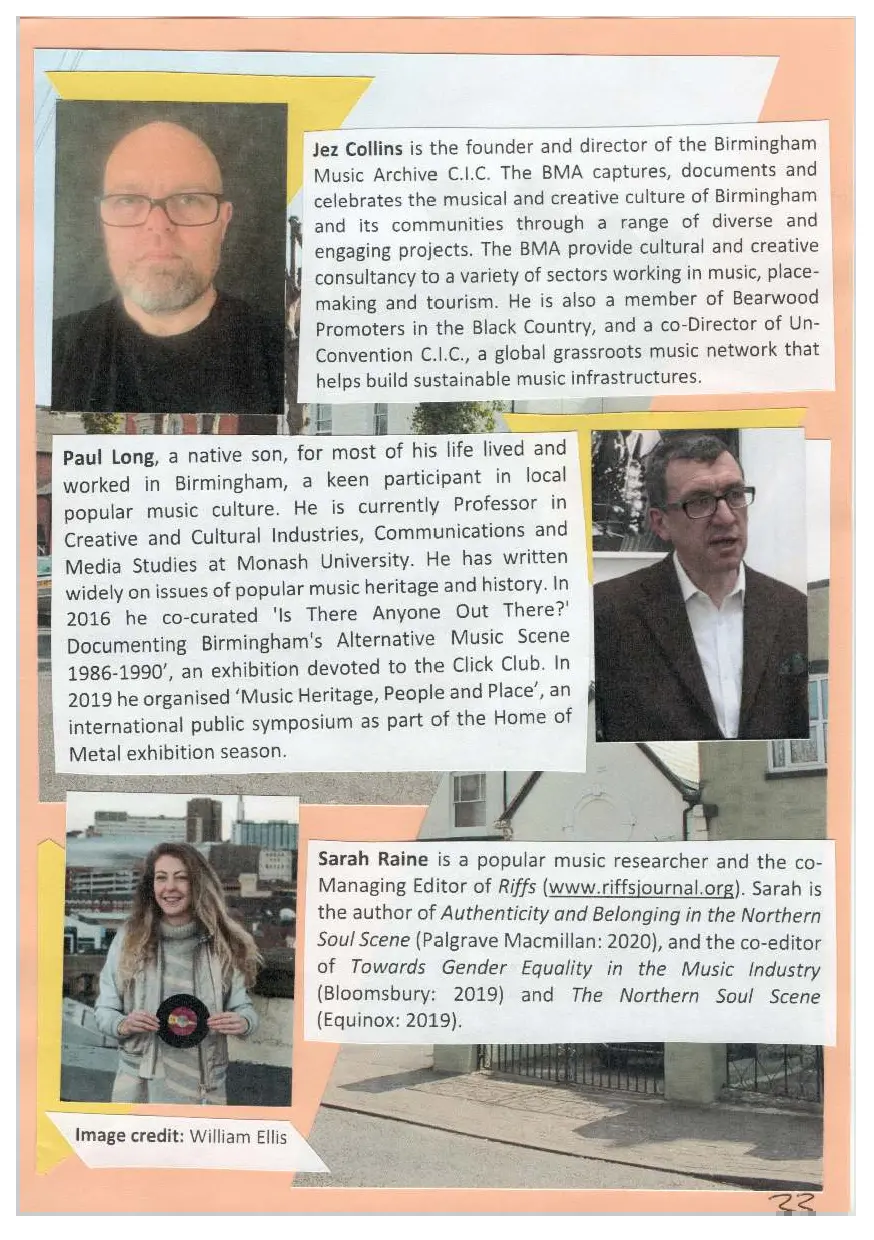 Jez Collins is the founder and director of the Birmingham
Music Archive C.I.C. The BMA captures, documents and
celebrates the musical and creative culture of Birmingham
and its communities through a range of diverse and
engaging projects. The BMA provide cultural and creative
consultancy to a variety of sectors working in music, place-
making and tourism. He is also a member of Bearwood
Promoters in the Black Country, and a co-Director of Un-
Convention C.I.C., a global grassroots music network that
helps build sustainable music infrastructures.
Paul Long, a native son, for most of his life lived and
worked in Birmingham, a keen participant in local
popular music culture. He is currently Professor in
Creative and Cultural Industries, Communications and
Media Studies at Monash University. He has written
widely on issues of popular music heritage and history. In
2016 he co-curated 'Is There Anyone Out There?'
Documenting Birmingham's Alternative Music Scene
1986-1990’, an exhibition devoted to the Click Club. In
2019 he organised ‘Music Heritage, People and Place’, an
international public symposium as part of the Home of
Metal exhibition season.
Sarah Raine is a popular music researcher and the co-
Managing Editor of Riffs (www.riffsjournal.org). Sarah is
the author of Authenticity and Belonging in the Northern
Soul Scene (Palgrave Macmillan: 2020), and the co-editor
of Towards Gender Equality in the Music Industry
(Bloomsbury: 2019) and The Northern Soul Scene
(Equinox: 2019).
Image credit: William Ellis